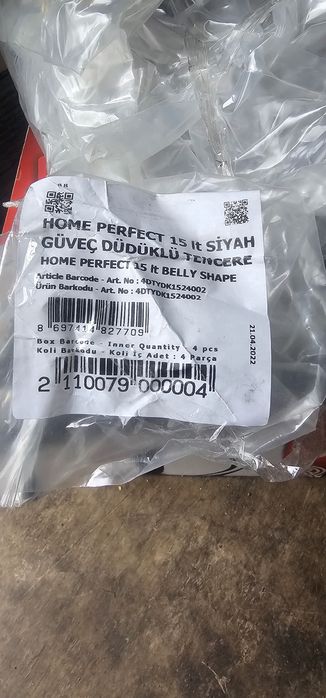 HOME PERFECT 15 lt SİYAH
GÜVEÇ DÜDÜKLÜ TENCERE
HOME PERFECT 15 lt BELLY SHAPE
Article Barcode - Art. No : 4DTYDK1524002
Ürün Barkodu - Art. No : 4DTYDK1524002
8 697414 827709
Box Barcode - Inner Quantity : 4 pcs
Koli Barkodu - Koli İç Adet : 4 Parça
2 110079 000004
21.04.2022